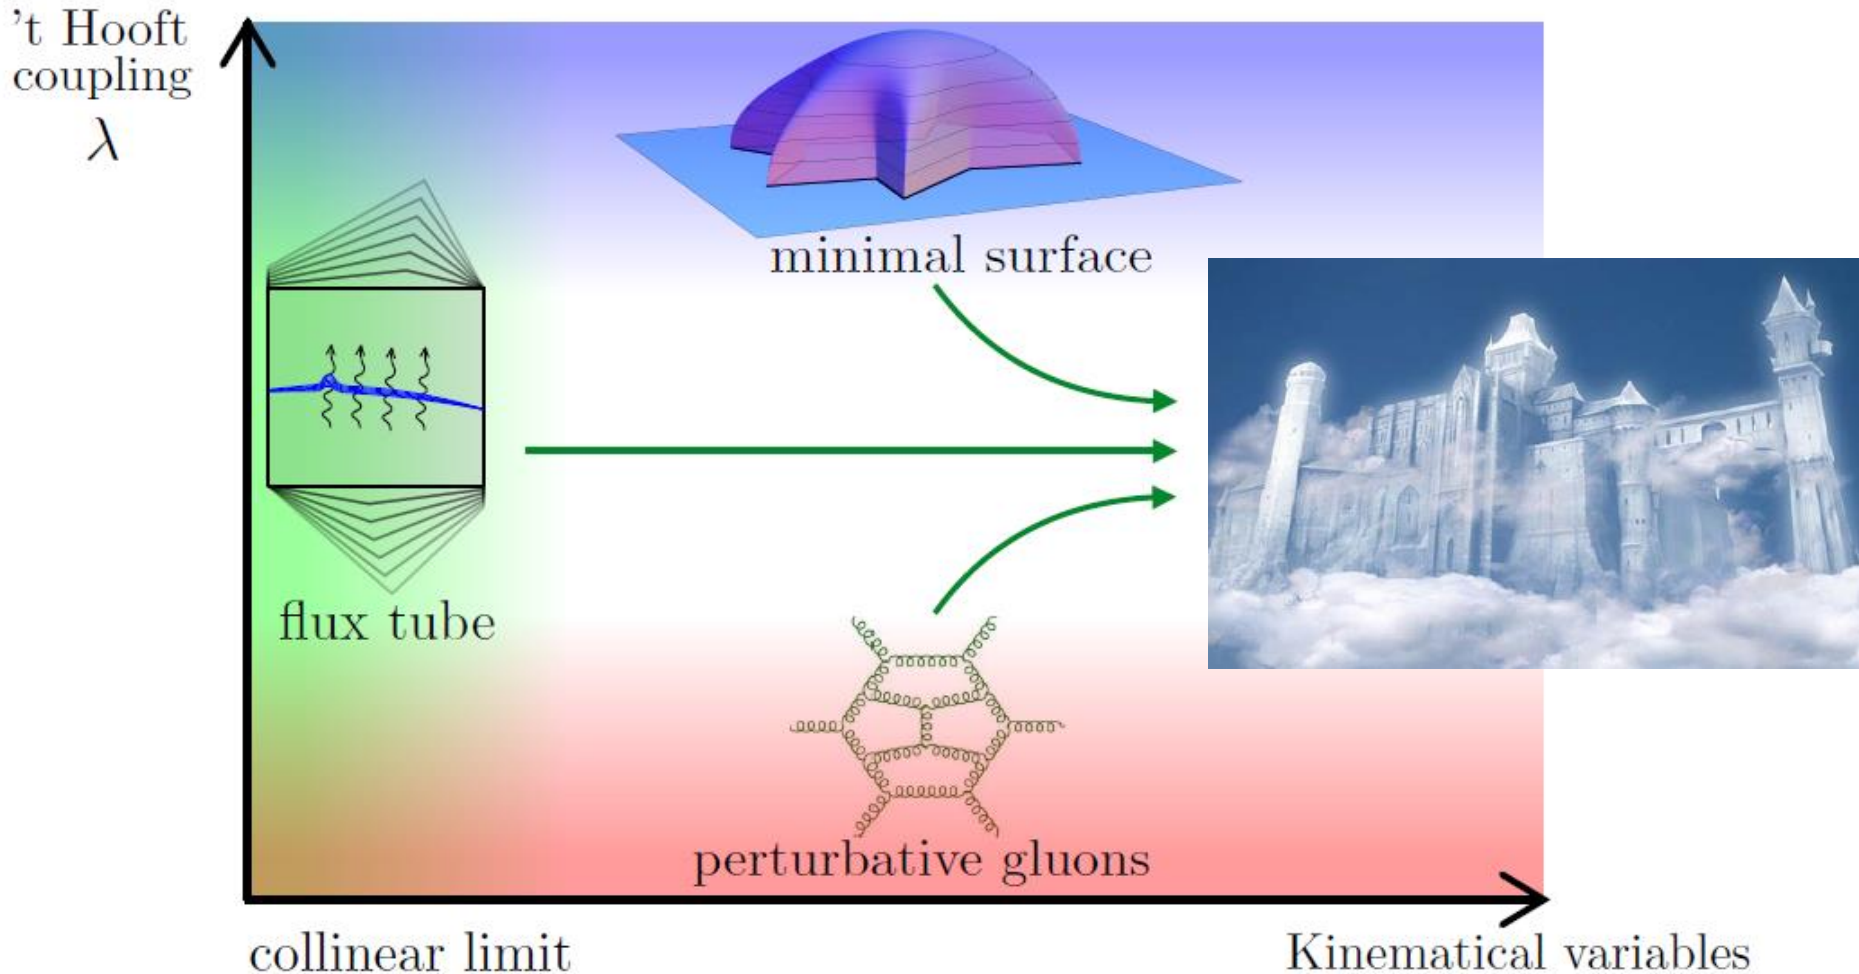 't Hooft
coupling
λ
minimal surface
flux tube
perturbative gluons
collinear limit
Kinematical variables